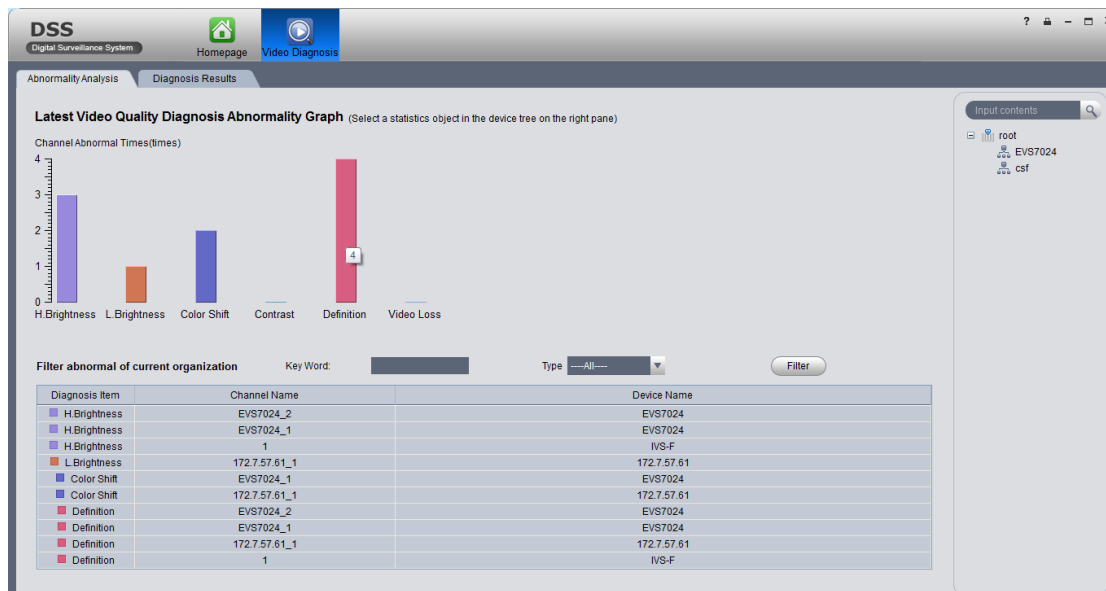 DSS
Digital Surveillance System
Homepage
Video Diagnosis
?
Abnormality Analysis
Diagnosis Results
Latest Video Quality Diagnosis Abnormality Graph (Select a statistics object in the device tree on the right pane)
Channel Abnormal Times(times)
4
3
2
1
0
4
H.Brightness L.Brightness Color Shift Contrast Definition Video Loss
Input contents
root
EVS7024
csf
Filter abnormal of current organization Key Word: Type ----All---- Filter
Diagnosis Item Channel Name Device Name
H.Brightness EVS7024_2 EVS7024
H.Brightness EVS7024_1 EVS7024
H.Brightness 1 IVS-F
L.Brightness 172.7.57.61_1 172.7.57.61
Color Shift EVS7024_1 EVS7024
Color Shift 172.7.57.61_1 172.7.57.61
Definition EVS7024_2 EVS7024
Definition EVS7024_1 EVS7024
Definition 172.7.57.61_1 172.7.57.61
Definition 1 IVS-F